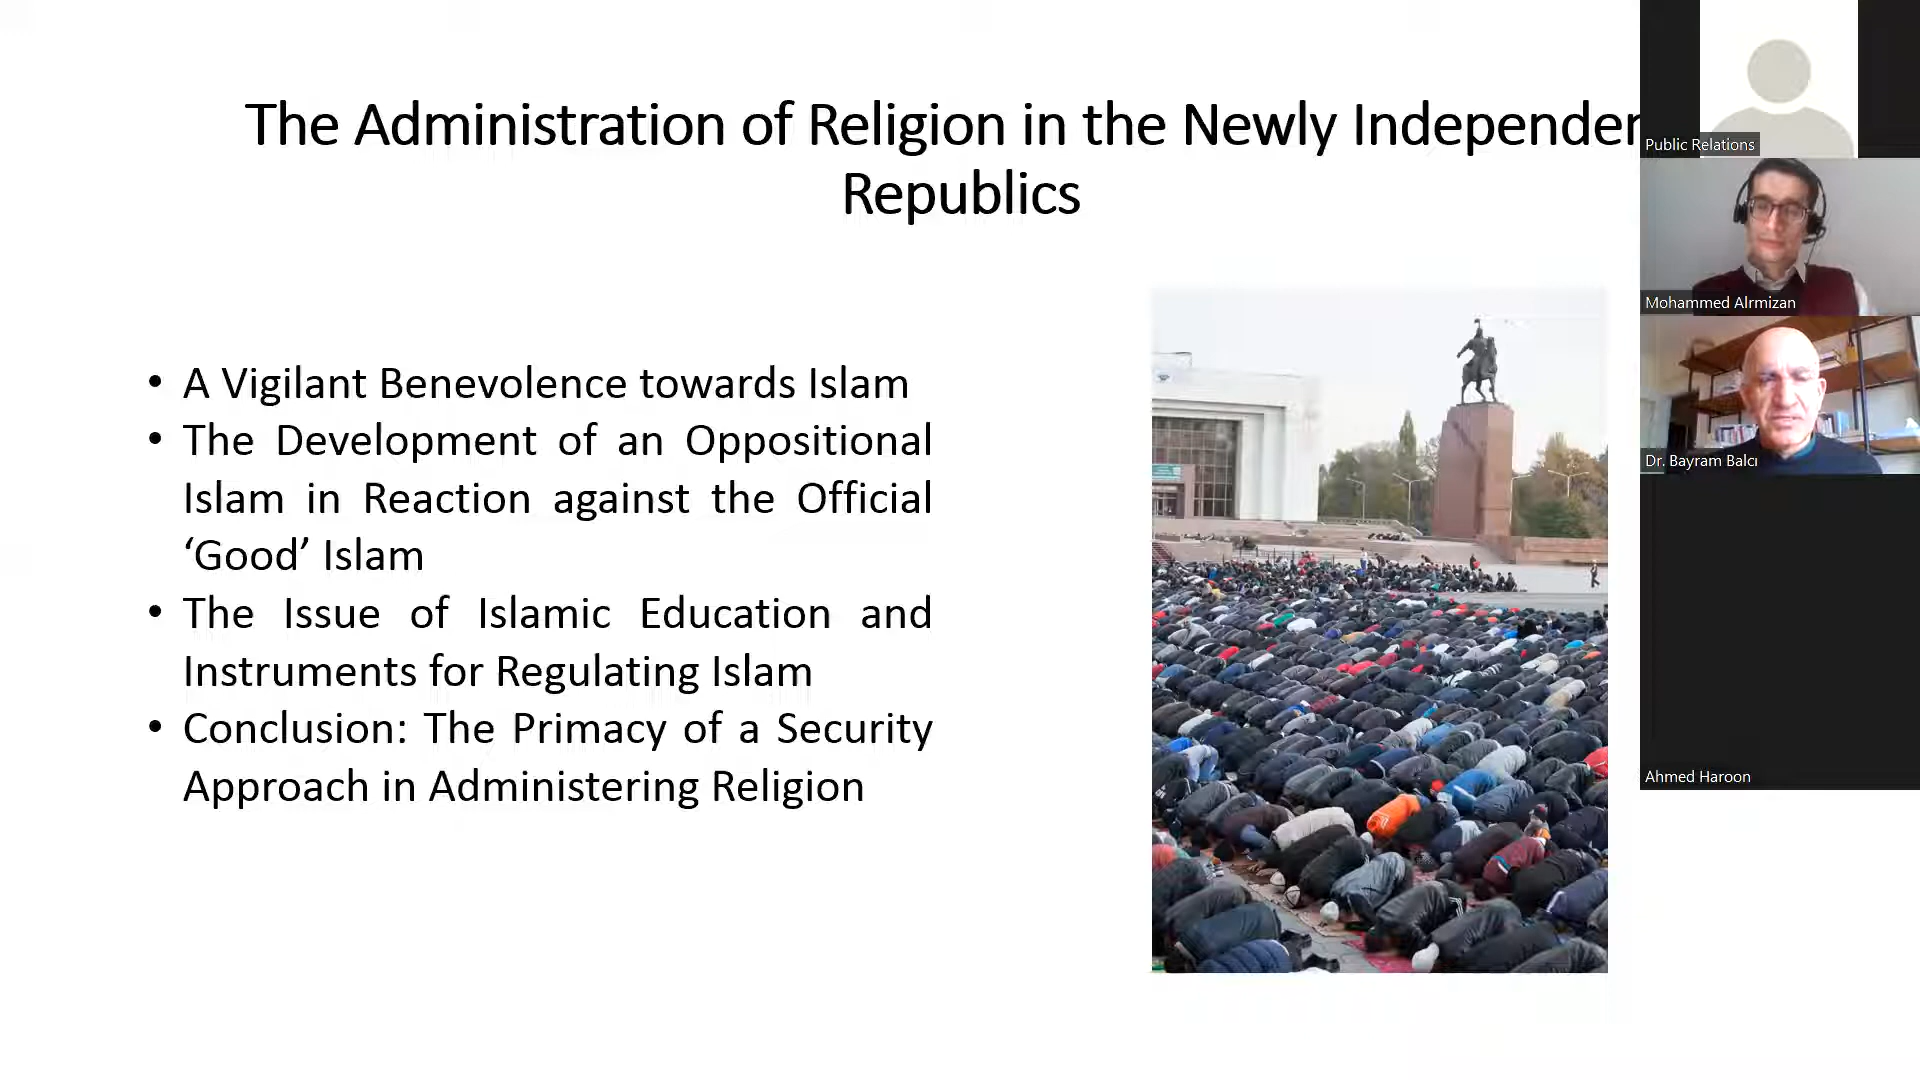 The Administration of Religion in the Newly Independen
Republics
• A Vigilant Benevolence towards Islam
• The Development of an Oppositional
Islam in Reaction against the Official
‘Good’ Islam
• The Issue of Islamic Education and
Instruments for Regulating Islam
• Conclusion: The Primacy of a Security
Approach in Administering Religion
Public Relations
Mohammed Alrmizan
Dr. Bayram Balcı
Ahmed Haroon